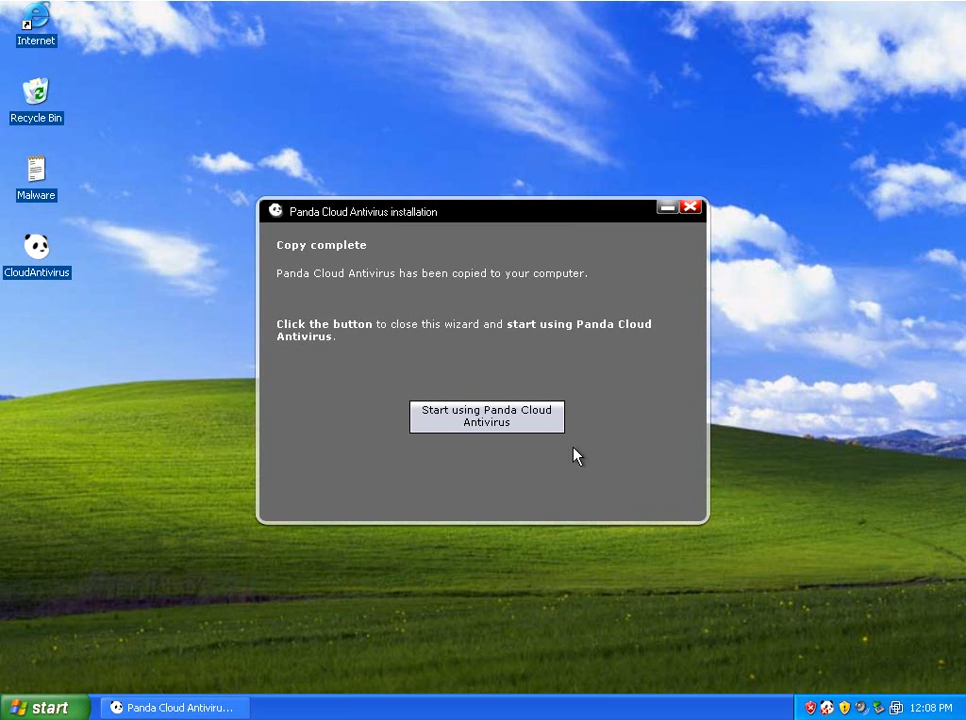 Internet
Recycle Bin
Malware
CloudAntivirus
Panda Cloud Antivirus installation
Copy complete
Panda Cloud Antivirus has been copied to your computer.
Click the button to close this wizard and start using Panda Cloud
Antivirus.
Start using Panda Cloud
Antivirus
start
Panda Cloud Antiviru...
12:08 PM